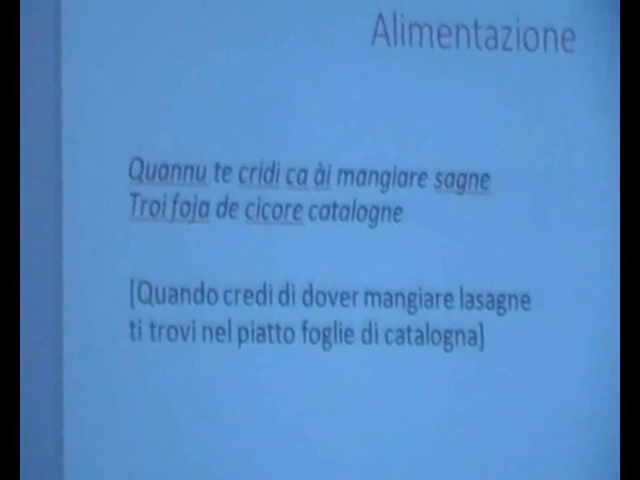 Alimentazione
Quannu te cridi ca ài mangiare sagne
Troi foja de cicore catalogne
[Quando credi di dover mangiare lasagne
ti trovi nel piatto foglie di catalogna]